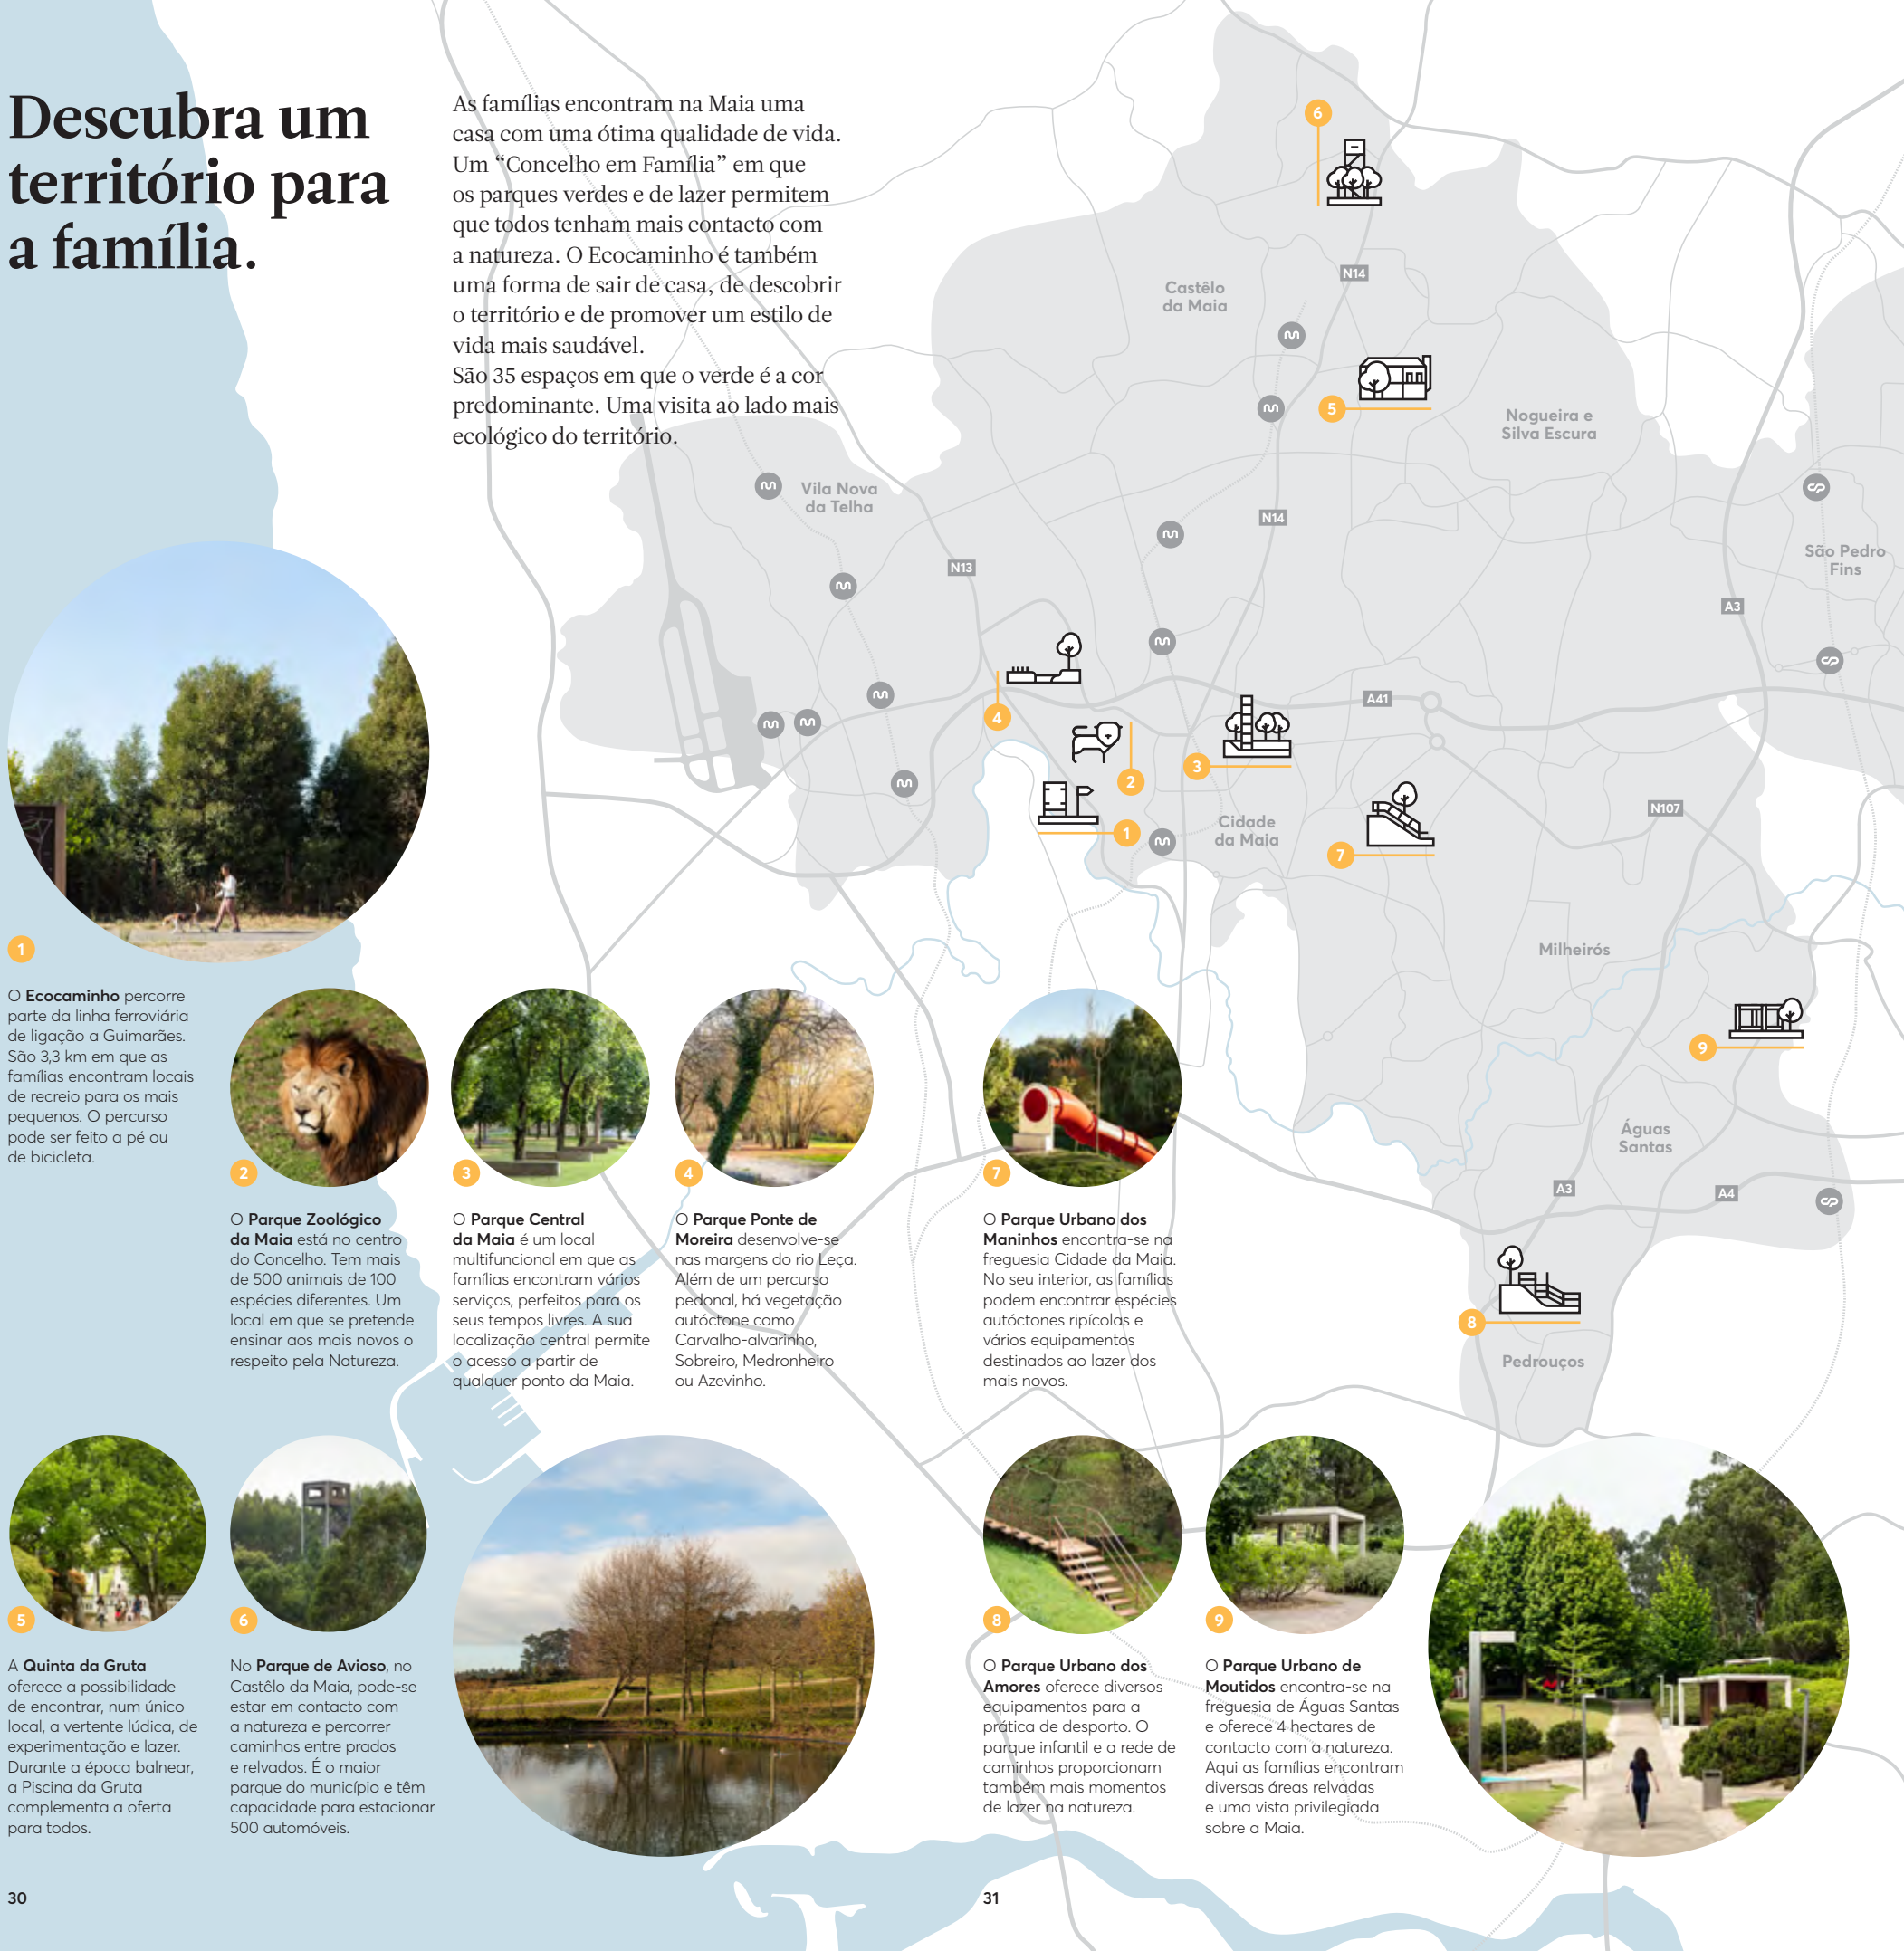 Descubra um
território para
a família.
As famílias encontram na Maia uma
casa com uma ótima qualidade de vida.
Um “Concelho em Família” em que
os parques verdes e de lazer permitem
que todos tenham mais contacto com
a natureza. O Ecocaminho é também
uma forma de sair de casa, de descobrir
o território e de promover um estilo de
vida mais saudável.
São 35 espaços em que o verde é a cor
predominante. Uma visita ao lado mais
ecológico do território.
6
N14
Castêlo
da Maia
5
Nogueira e
Silva Escura
Vila Nova
da Telha
N14
N13
São Pedro
Fins
A3
4
A41
2
3
1
Cidade
da Maia
7
N107
Milheirós
9
Águas
Santas
A3
A4
8
Pedrouços
1
O Ecocaminho percorre
parte da linha ferroviária
de ligação a Guimarães.
São 3,3 km em que as
famílias encontram locais
de recreio para os mais
pequenos. O percurso
pode ser feito a pé ou
de bicicleta.
2
O Parque Zoológico
da Maia está no centro
do Concelho. Tem mais
de 500 animais de 100
espécies diferentes. Um
local em que se pretende
ensinar aos mais novos o
respeito pela Natureza.
3
O Parque Central
da Maia é um local
multifuncional em que as
famílias encontram vários
serviços, perfeitos para os
seus tempos livres. A sua
localização central permite
o acesso a partir de
qualquer ponto da Maia.
4
O Parque Ponte de
Moreira desenvolve-se
nas margens do rio Leça.
Além de um percurso
pedonal, há vegetação
autóctone como
Carvalho-alvarinho,
Sobreiro, Medronheiro
ou Azevinho.
7
O Parque Urbano dos
Maninhos encontra-se na
freguesia Cidade da Maia.
No seu interior, as famílias
podem encontrar espécies
autóctones ripícolas e
vários equipamentos
destinados ao lazer dos
mais novos.
5
A Quinta da Gruta
oferece a possibilidade
de encontrar, num único
local, a vertente lúdica, de
experimentação e lazer.
Durante a época balnear,
a Piscina da Gruta
complementa a oferta
para todos.
6
No Parque de Avioso, no
Castêlo da Maia, pode-se
estar em contacto com
a natureza e percorrer
caminhos entre prados
e relvados. É o maior
parque do município e têm
capacidade para estacionar
500 automóveis.
8
O Parque Urbano dos
Amores oferece diversos
equipamentos para a
prática de desporto. O
parque infantil e a rede de
caminhos proporcionam
também mais momentos
de lazer na natureza.
9
O Parque Urbano de
Moutidos encontra-se na
freguesia de Águas Santas
e oferece 4 hectares de
contacto com a natureza.
Aqui as famílias encontram
diversas áreas relvadas
e uma vista privilegiada
sobre a Maia.
30
31